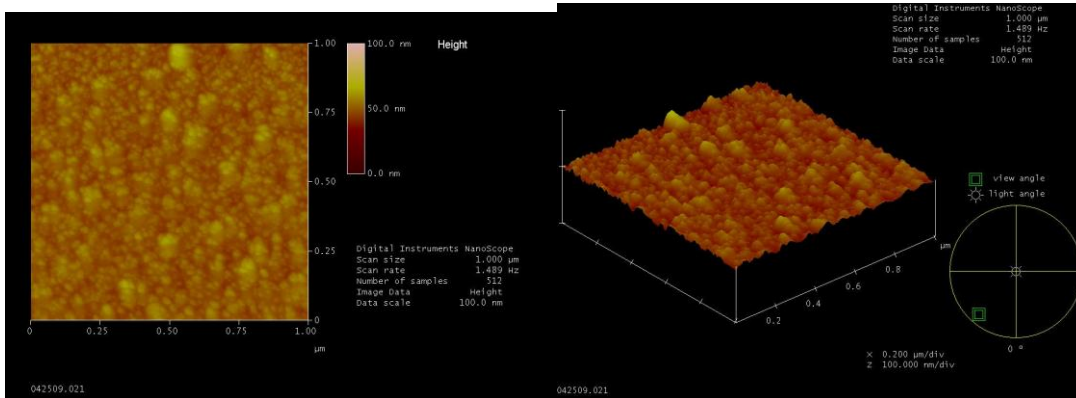 100.0 nm
Height
50.0 nm
0.0 nm
1.00
0.75
0.50
0.25
0
0
0.25
0.50
0.75
1.00
µm
Digital Instruments NanoScope
Scan size 1.000 µm
Scan rate 1.489 Hz
Number of samples 512
Image Data Height
Data scale 100.0 nm
042509.021
Digital Instruments NanoScope
Scan size 1.000 µm
Scan rate 1.489 Hz
Number of samples 512
Image Data Height
Data scale 100.0 nm
view angle
light angle
µm
0.8
0.6
0.4
0.2
0 °
X 0.200 µm/div
Z 100.000 nm/div
042509.021